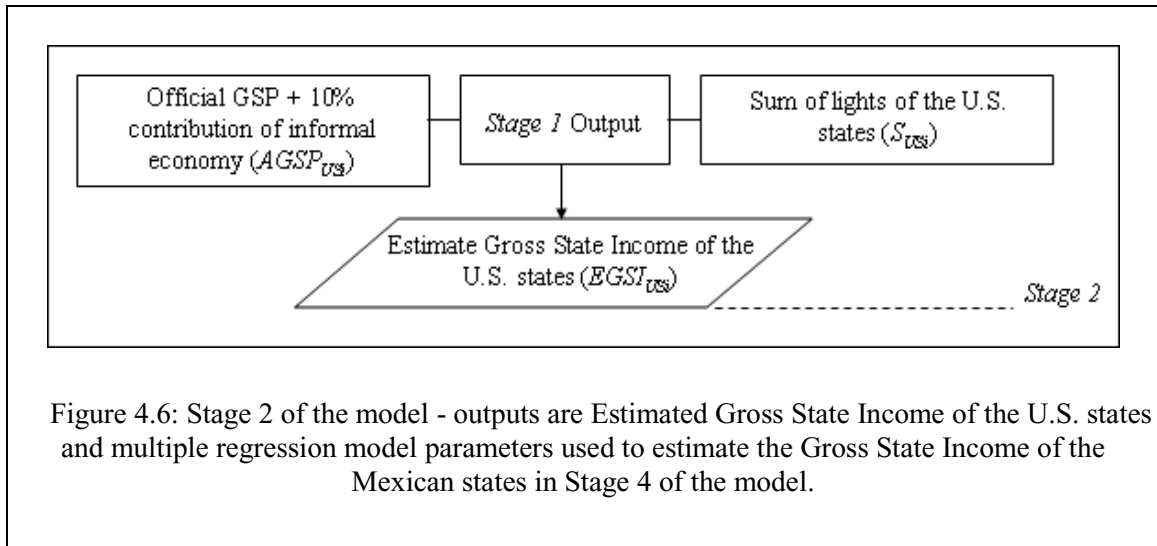 Official GSP + 10%
contribution of informal
economy (AGSP_USi)
Stage 1 Output
Sum of lights of the U.S.
states (S_USi)
Estimate Gross State Income of the
U.S. states (EGSI_USi)
Stage 2
Figure 4.6: Stage 2 of the model - outputs are Estimated Gross State Income of the U.S. states
and multiple regression model parameters used to estimate the Gross State Income of the
Mexican states in Stage 4 of the model.